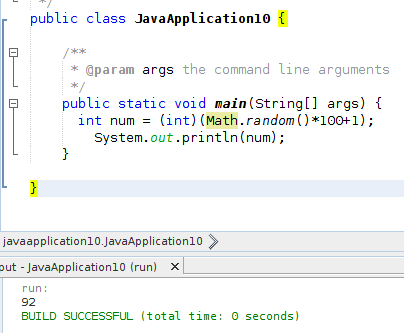 */
public class JavaApplication10 {
/**
* @param args the command line arguments
*/
public static void main(String[] args) {
int num = (int)(Math.random()*100+1);
System.out.println(num);
}
}
javaapplication10.JavaApplication10
out - JavaApplication10 (run) X
run:
92
BUILD SUCCESSFUL (total time: 0 seconds)